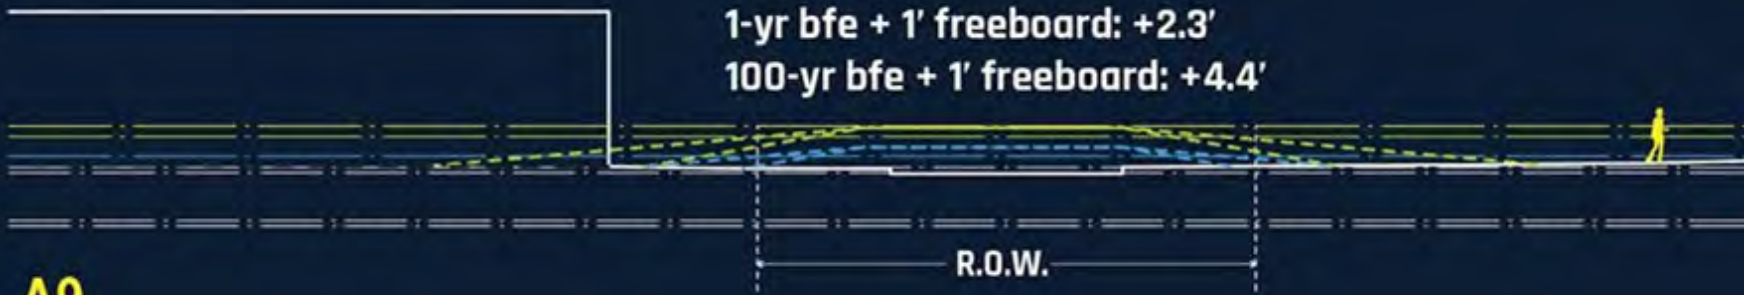 1-yr bfe + 1' freeboard: +2.3'
100-yr bfe + 1' freeboard: +4.4'
R.O.W.